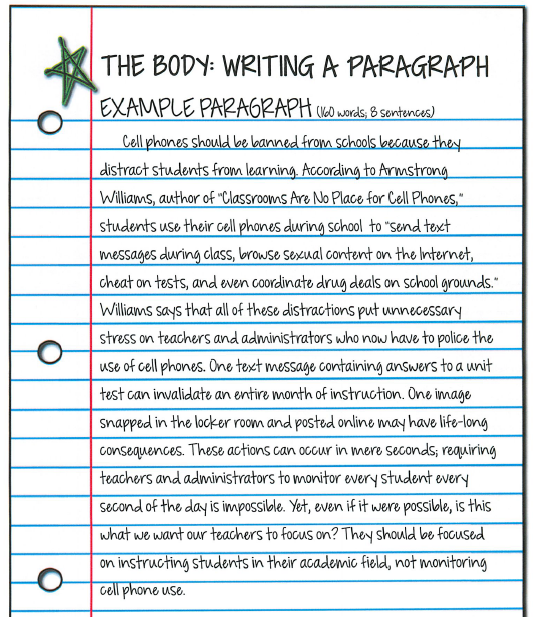 THE BODY: WRITING A PARAGRAPH
EXAMPLE PARAGRAPH (160 words; 8 sentences)
Cell phones should be banned from schools because they
distract students from learning. According to Armstrong
Williams, author of "Classrooms Are No Place for Cell Phones,"
students use their cell phones during school to "send text
messages during class, browse sexual content on the Internet,
cheat on tests, and even coordinate drug deals on school grounds."
Williams says that all of these distractions put unnecessary
stress on teachers and administrators who now have to police the
use of cell phones. One text message containing answers to a unit
test can invalidate an entire month of instruction. One image
snapped in the locker room and posted online may have life-long
consequences. These actions can occur in mere seconds; requiring
teachers and administrators to monitor every student every
second of the day is impossible. Yet, even if it were possible, is this
what we want our teachers to focus on? They should be focused
on instructing students in their academic field, not monitoring
cell phone use.